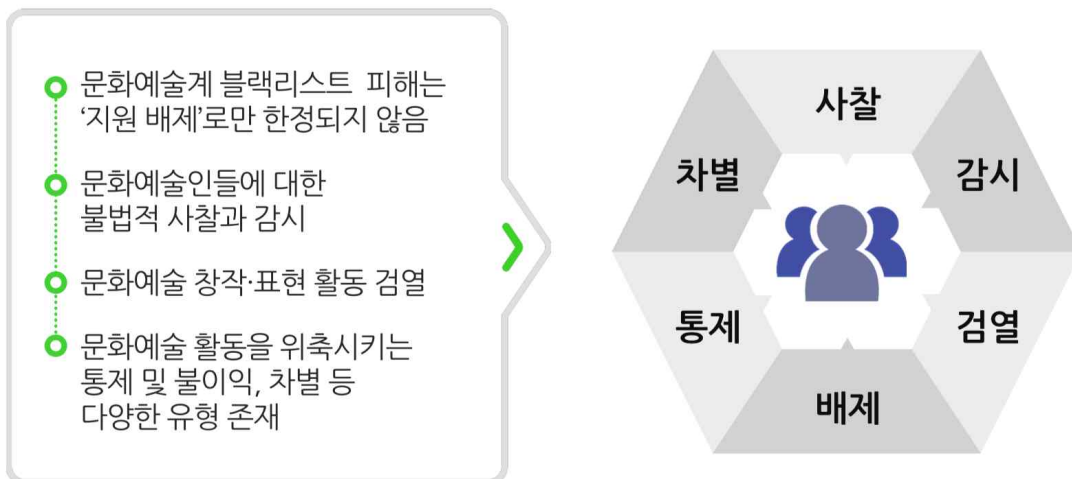 문화예술계 블랙리스트 피해는
‘지원 배제’로만 한정되지 않음
문화예술인들에 대한
불법적 사찰과 감시
문화예술 창작·표현 활동 검열
문화예술 활동을 위축시키는
통제 및 불이익, 차별 등
다양한 유형 존재
사찰
감시
검열
배제
통제
차별